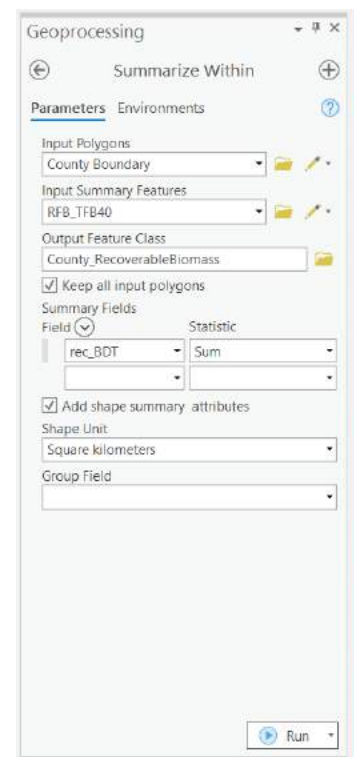 Geoprocessing
Summarize Within
Parameters Environments
Input Polygons
County Boundary
Input Summary Features
RFB_TFB40
Output Feature Class
County_RecoverableBiomass
Keep all input polygons
Summary Fields
Field Statistic
rec_BDT Sum
Add shape summary attributes
Shape Unit
Square kilometers
Group Field
Run